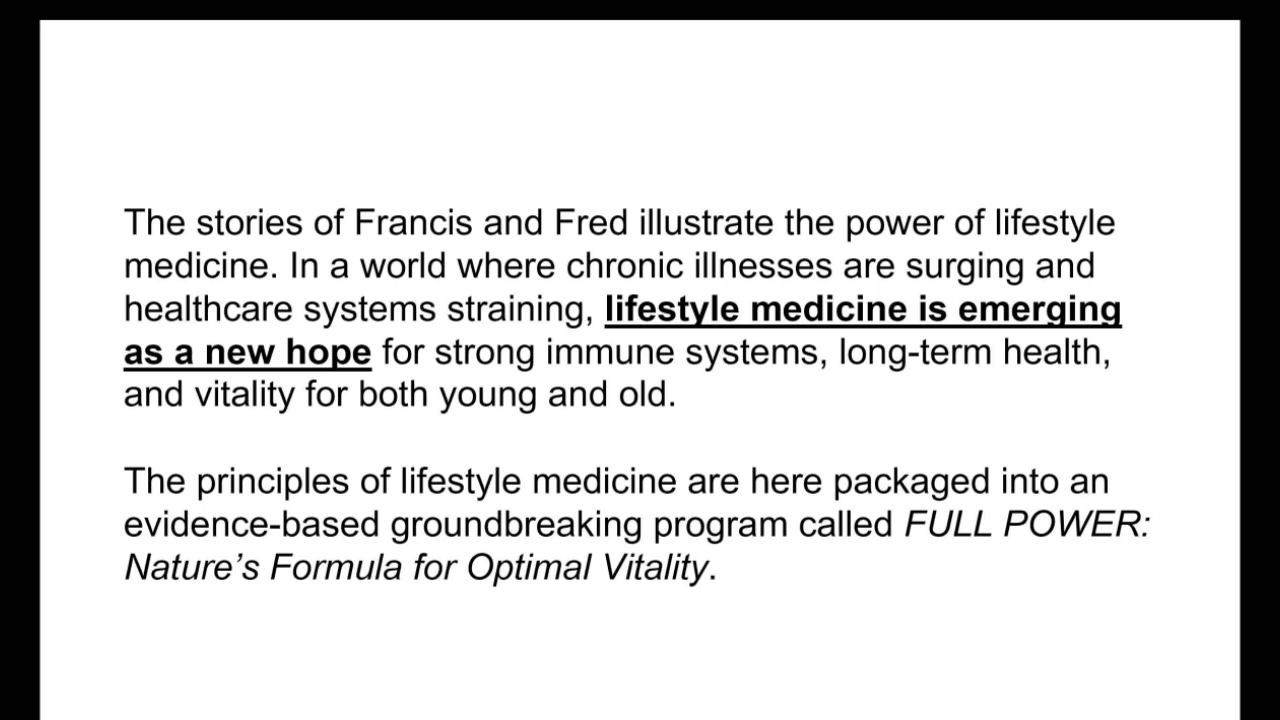 The stories of Francis and Fred illustrate the power of lifestyle
medicine. In a world where chronic illnesses are surging and
healthcare systems straining, lifestyle medicine is emerging
as a new hope for strong immune systems, long-term health,
and vitality for both young and old.
The principles of lifestyle medicine are here packaged into an
evidence-based groundbreaking program called FULL POWER:
Nature’s Formula for Optimal Vitality.